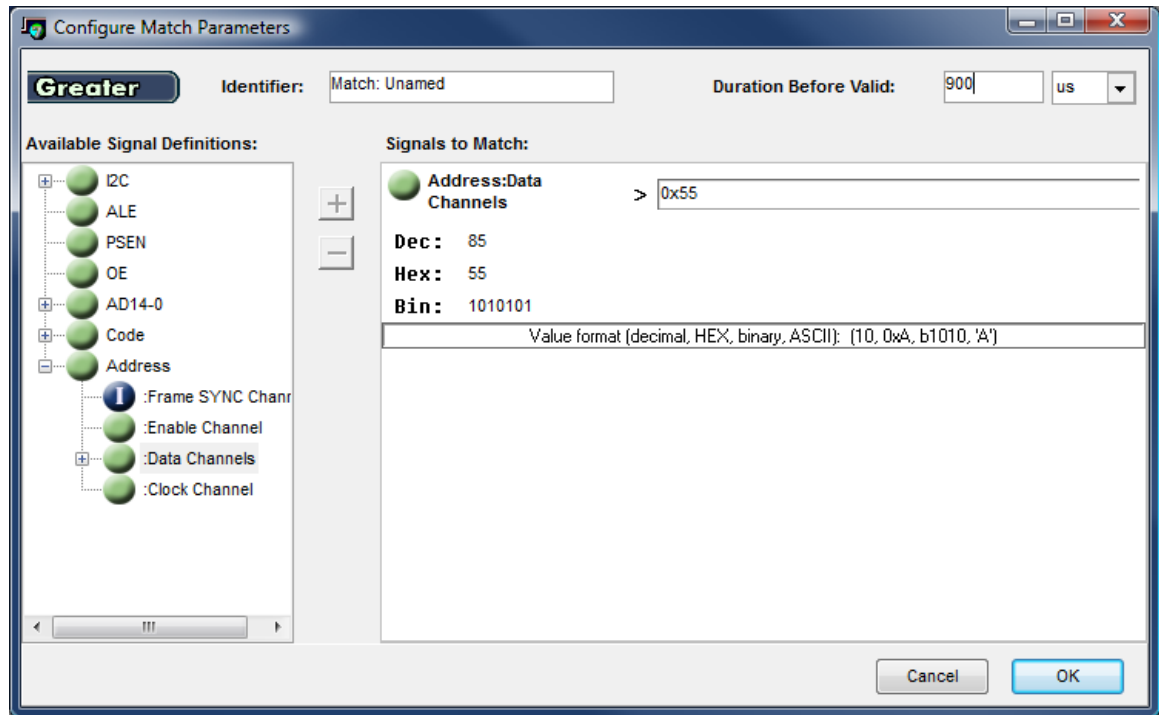 Configure Match Parameters
Greater
Identifier:
Match: Unnamed
Duration Before Valid:
900
us
Available Signal Definitions:
Signals to Match:
I2C
ALE
PSEN
OE
AD14-0
Code
Address
I
:Frame SYNC Chanr
:Enable Channel
:Data Channels
:Clock Channel
+
−
Address:Data
Channels
>
0x55
Dec: 85
Hex: 55
Bin: 1010101
Value format (decimal, HEX, binary, ASCII): (10, 0xA, b1010, 'A')
Cancel
OK